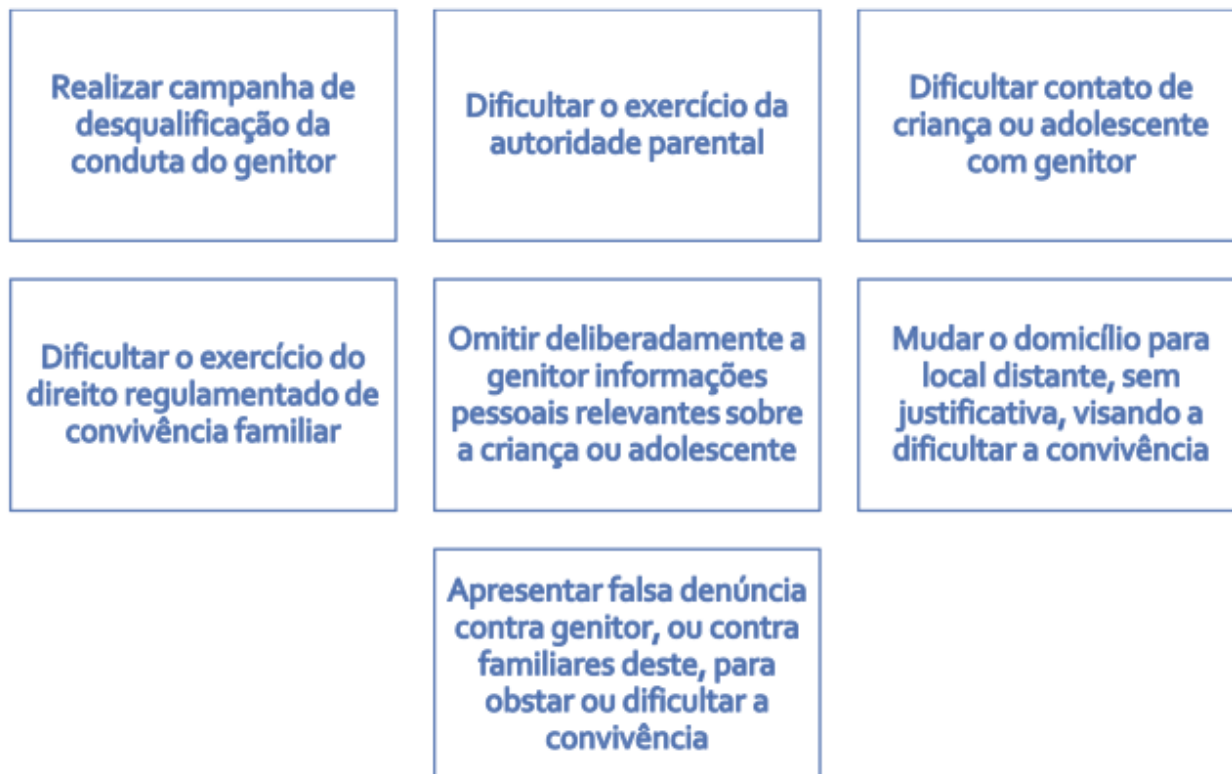 Realizar campanha de
desqualificação da
conduta do genitor
Dificultar o exercício da
autoridade parental
Dificultar contato de
criança ou adolescente
com genitor
Dificultar o exercício do
direito regulamentado de
convivência familiar
Omitir deliberadamente a
genitor informações
pessoais relevantes sobre
a criança ou adolescente
Mudar o domicílio para
local distante, sem
justificativa, visando a
dificultar a convivência
Apresentar falsa denúncia
contra genitor, ou contra
familiares deste, para
obstar ou dificultar a
convivência